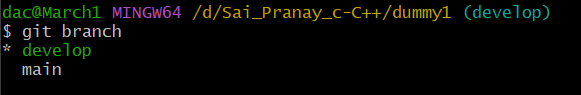 dac@March1 MINGW64 /d/Sai_Pranay_c-C++/dummy1 (develop)
$ git branch
* develop
  main